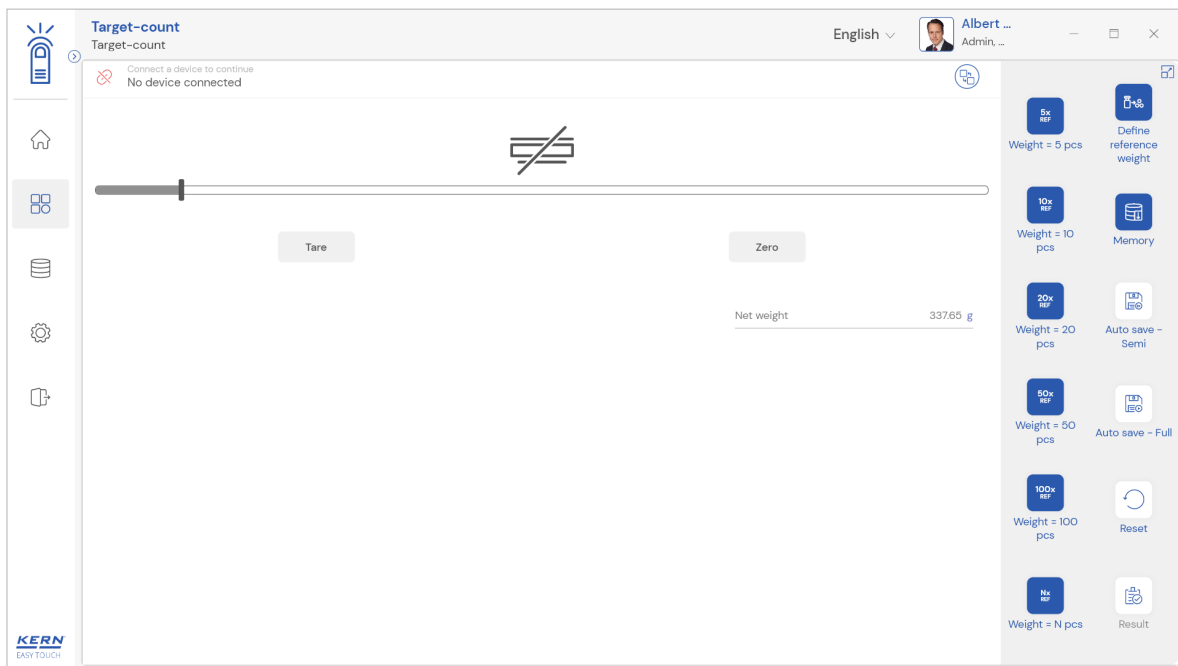 Target-count
Target-count
English
Albert ...
Admin, ...
Connect a device to continue
No device connected
Tare
Zero
Net weight 337.65 g
5x
REF
Weight = 5 pcs
Define
reference
weight
10x
REF
Weight = 10
pcs
Memory
20x
REF
Weight = 20
pcs
Auto save -
Semi
50x
REF
Weight = 50
pcs
Auto save - Full
100x
REF
Weight = 100
pcs
Reset
Nx
REF
Weight = N pcs
Result
KERN
EASY TOUCH